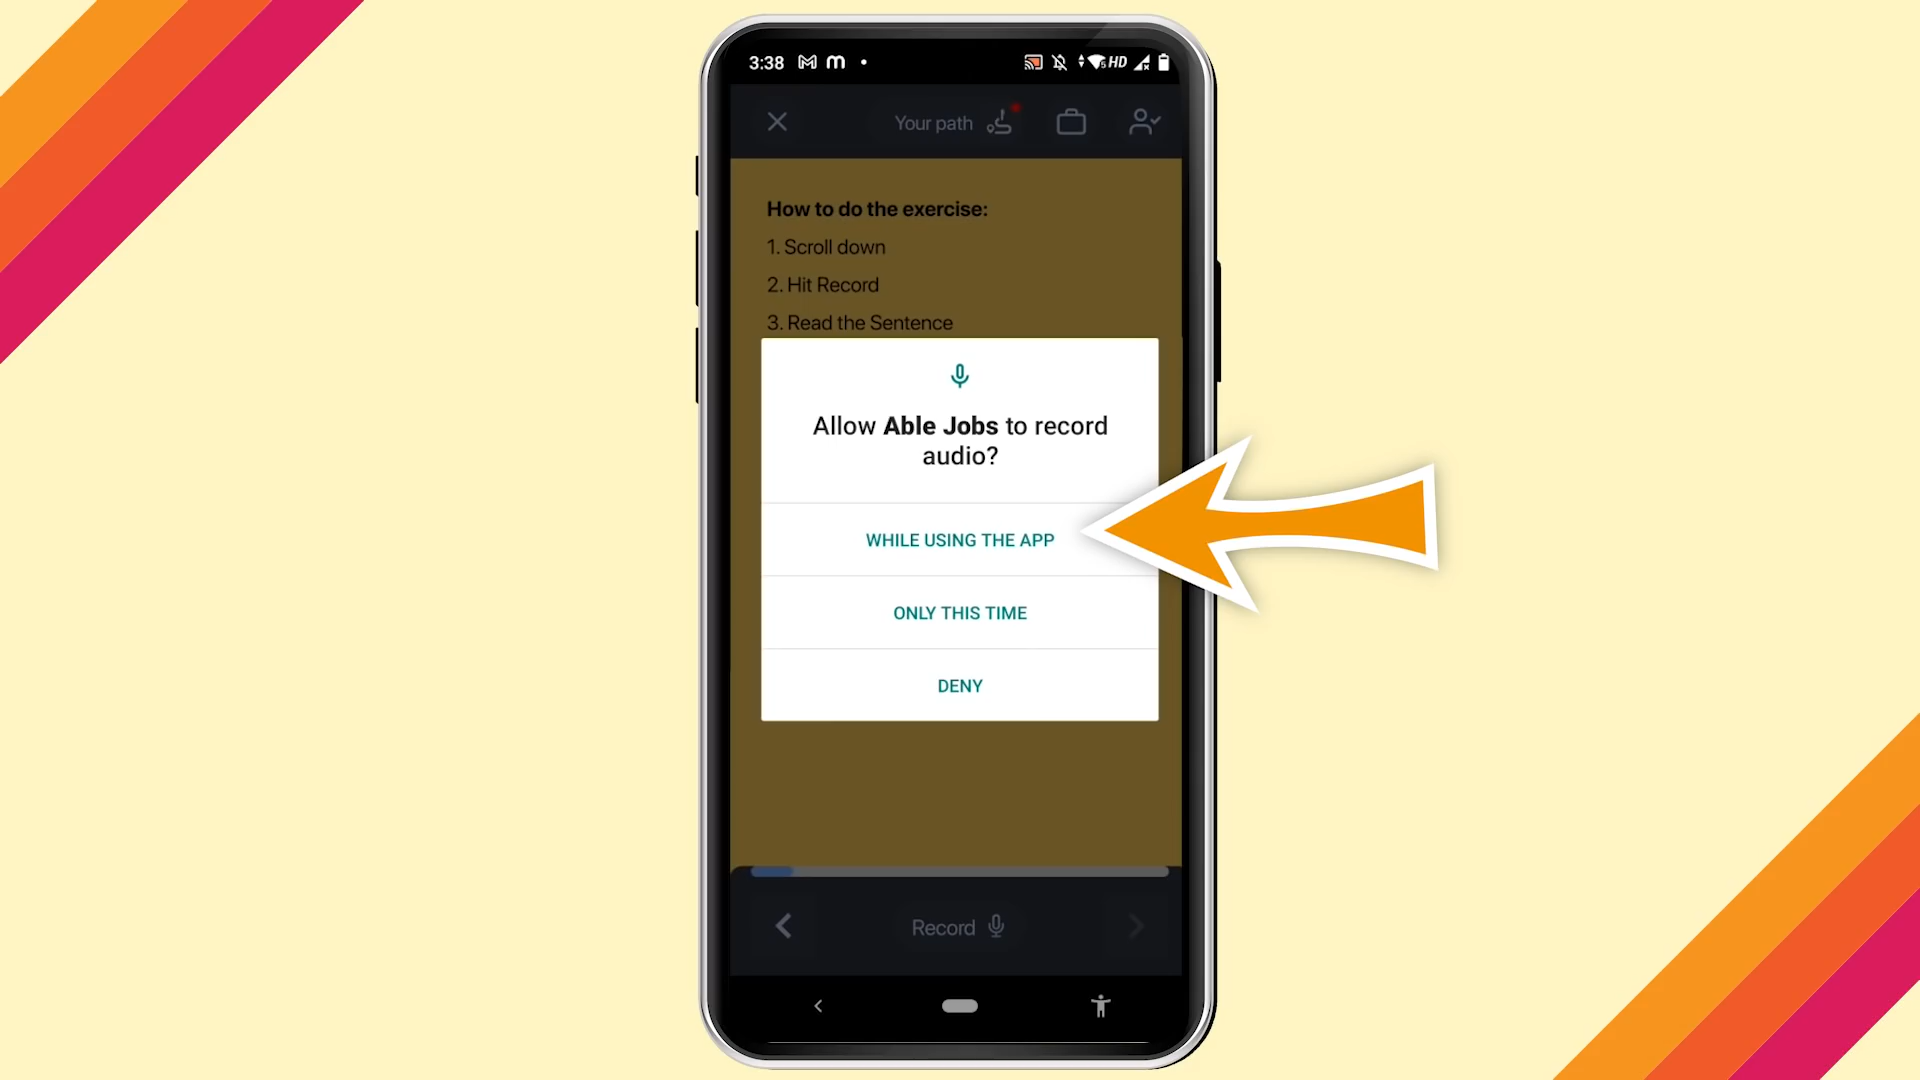 3:38 HD
Your path
How to do the exercise:
1. Scroll down
2. Hit Record
3. Read the Sentence
Allow Able Jobs to record
audio?
WHILE USING THE APP
ONLY THIS TIME
DENY
Record